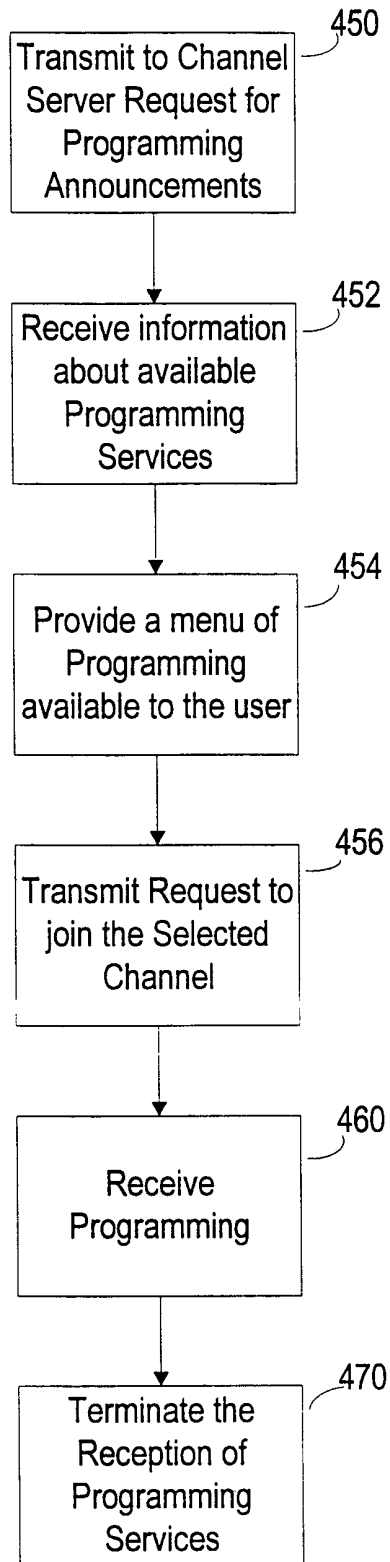 450
Transmit to Channel
Server Request for
Programming
Announcements
452
Receive information
about available
Programming
Services
454
Provide a menu of
Programming
available to the user
456
Transmit Request to
join the Selected
Channel
460
Receive
Programming
470
Terminate the
Reception of
Programming
Services